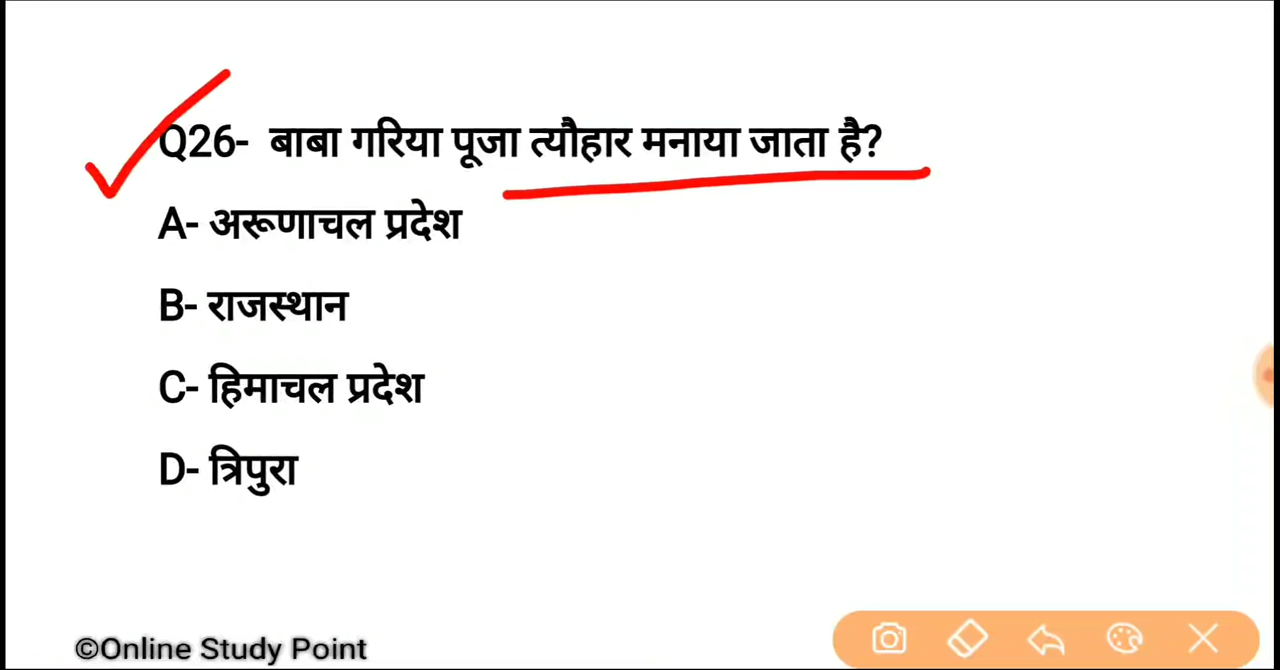 Q26- बाबा गरिया पूजा त्यौहार मनाया जाता है?
A- अरूणाचल प्रदेश
B- राजस्थान
C- हिमाचल प्रदेश
D- त्रिपुरा
©Online Study Point